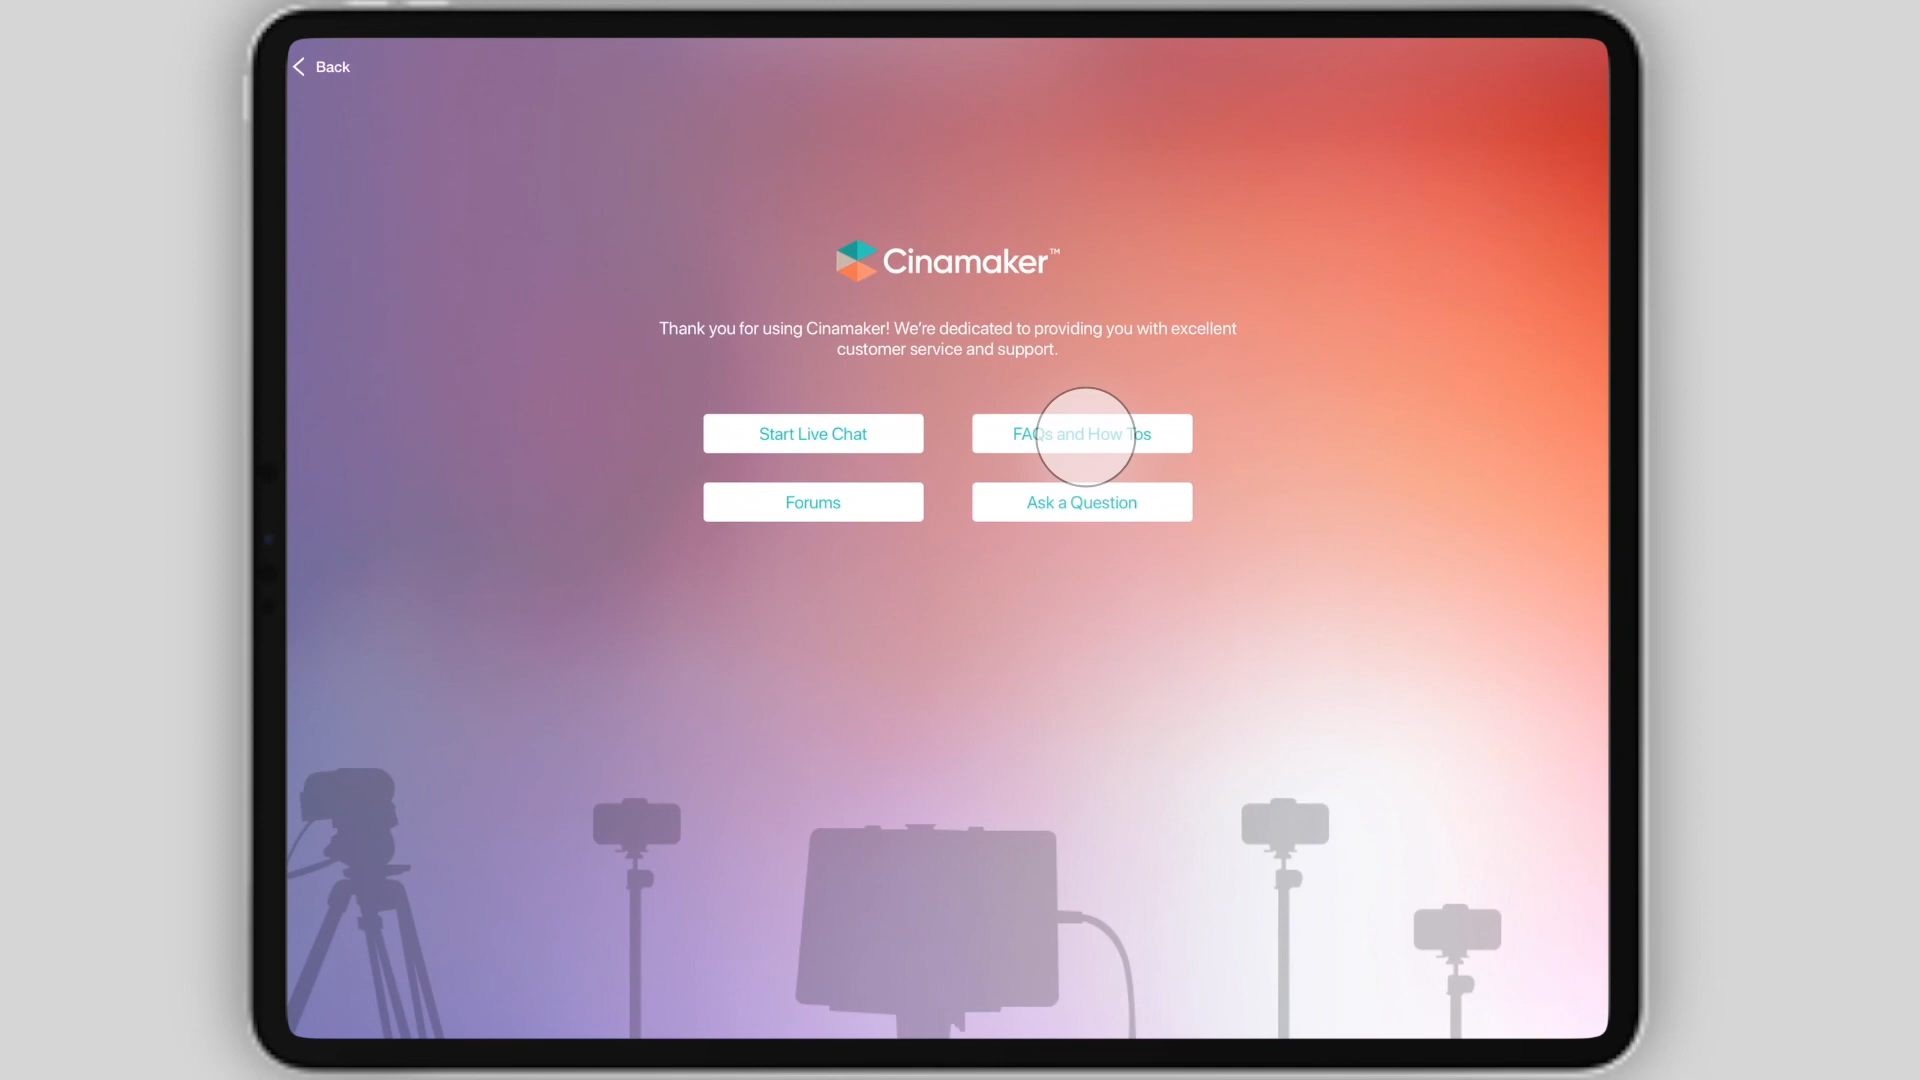 Back
Cinamaker™
Thank you for using Cinamaker! We're dedicated to providing you with excellent
customer service and support.
Start Live Chat
FAQs and How Tos
Forums
Ask a Question